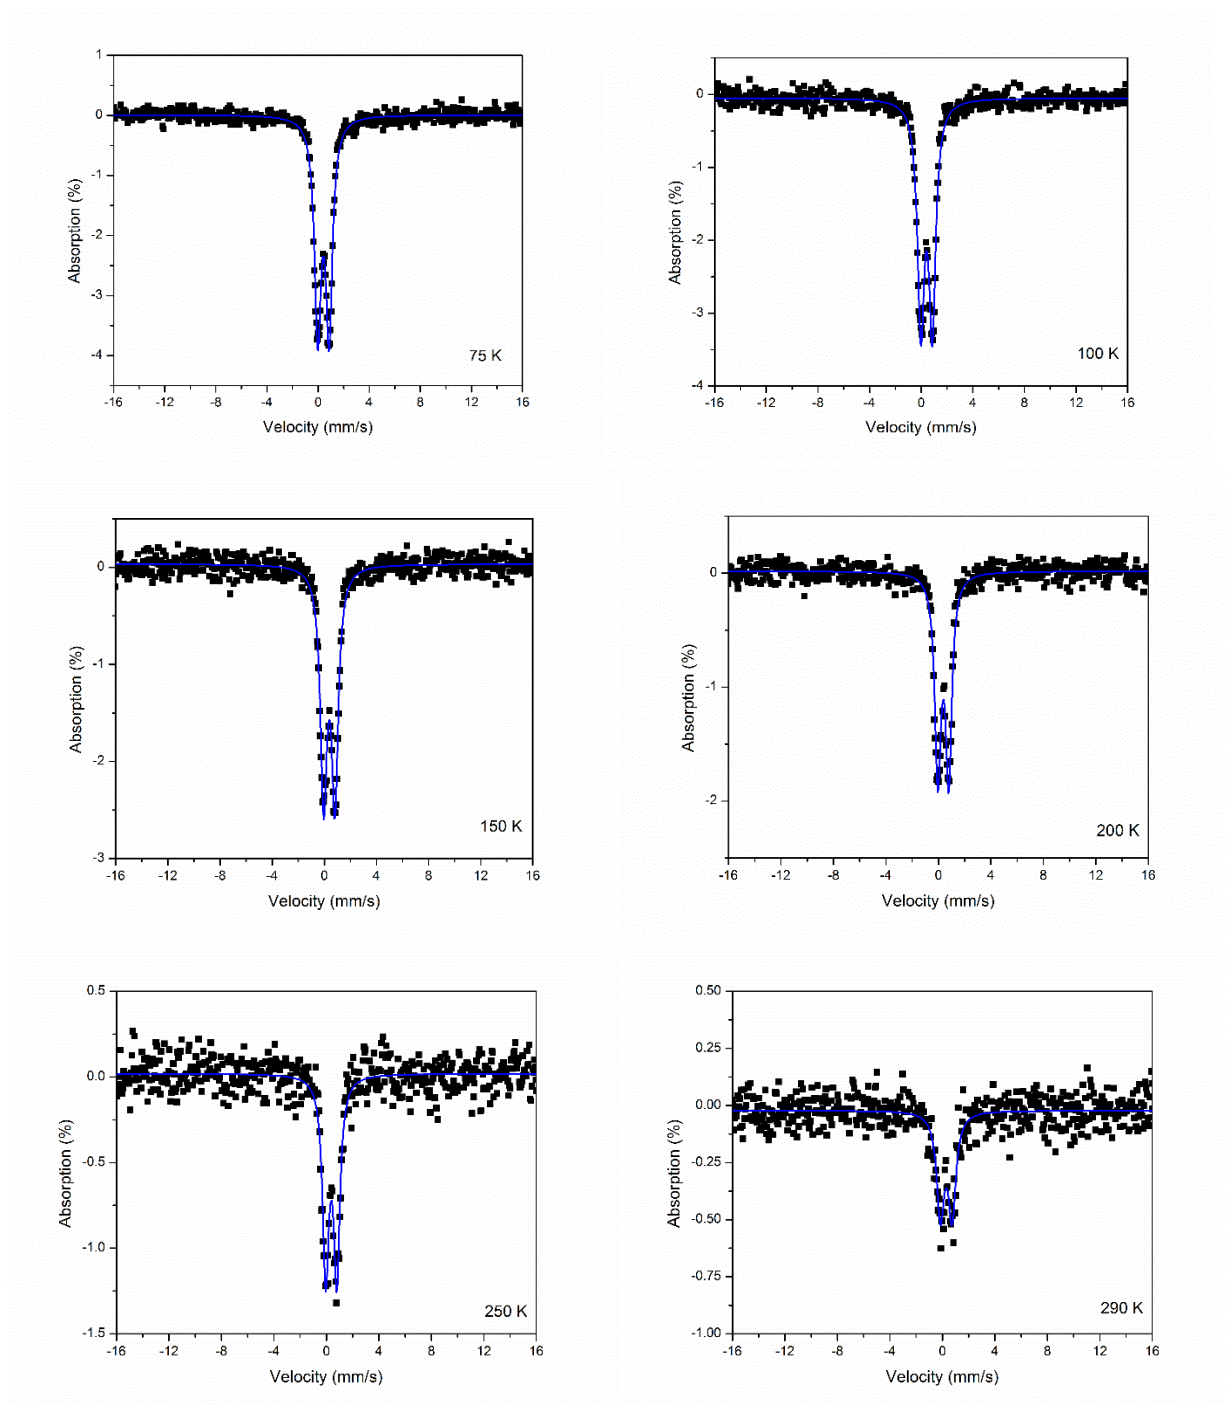 1
0
-1
-2
-3
-4
Absorption (%)
75 K
-16 -12 -8 -4 0 4 8 12 16
Velocity (mm/s)
0
-1
-2
-3
-4
Absorption (%)
100 K
-16 -12 -8 -4 0 4 8 12 16
Velocity (mm/s)
0
-1
-2
-3
Absorption (%)
150 K
-16 -12 -8 -4 0 4 8 12 16
Velocity (mm/s)
0
-1
-2
Absorption (%)
200 K
-16 -12 -8 -4 0 4 8 12 16
Velocity (mm/s)
0.5
0.0
-0.5
-1.0
-1.5
Absorption (%)
250 K
-16 -12 -8 -4 0 4 8 12 16
Velocity (mm/s)
0.50
0.25
0.00
-0.25
-0.50
-0.75
-1.00
Absorption (%)
290 K
-16 -12 -8 -4 0 4 8 12 16
Velocity (mm/s)